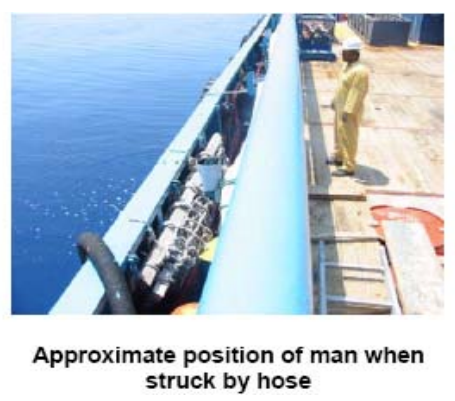 Approximate position of man when
struck by hose